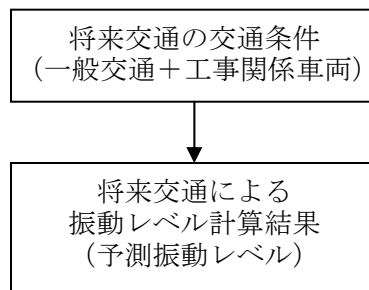 将来交通の交通条件
（一般交通＋工事関係車両）
将来交通による
振動レベル計算結果
（予測振動レベル）